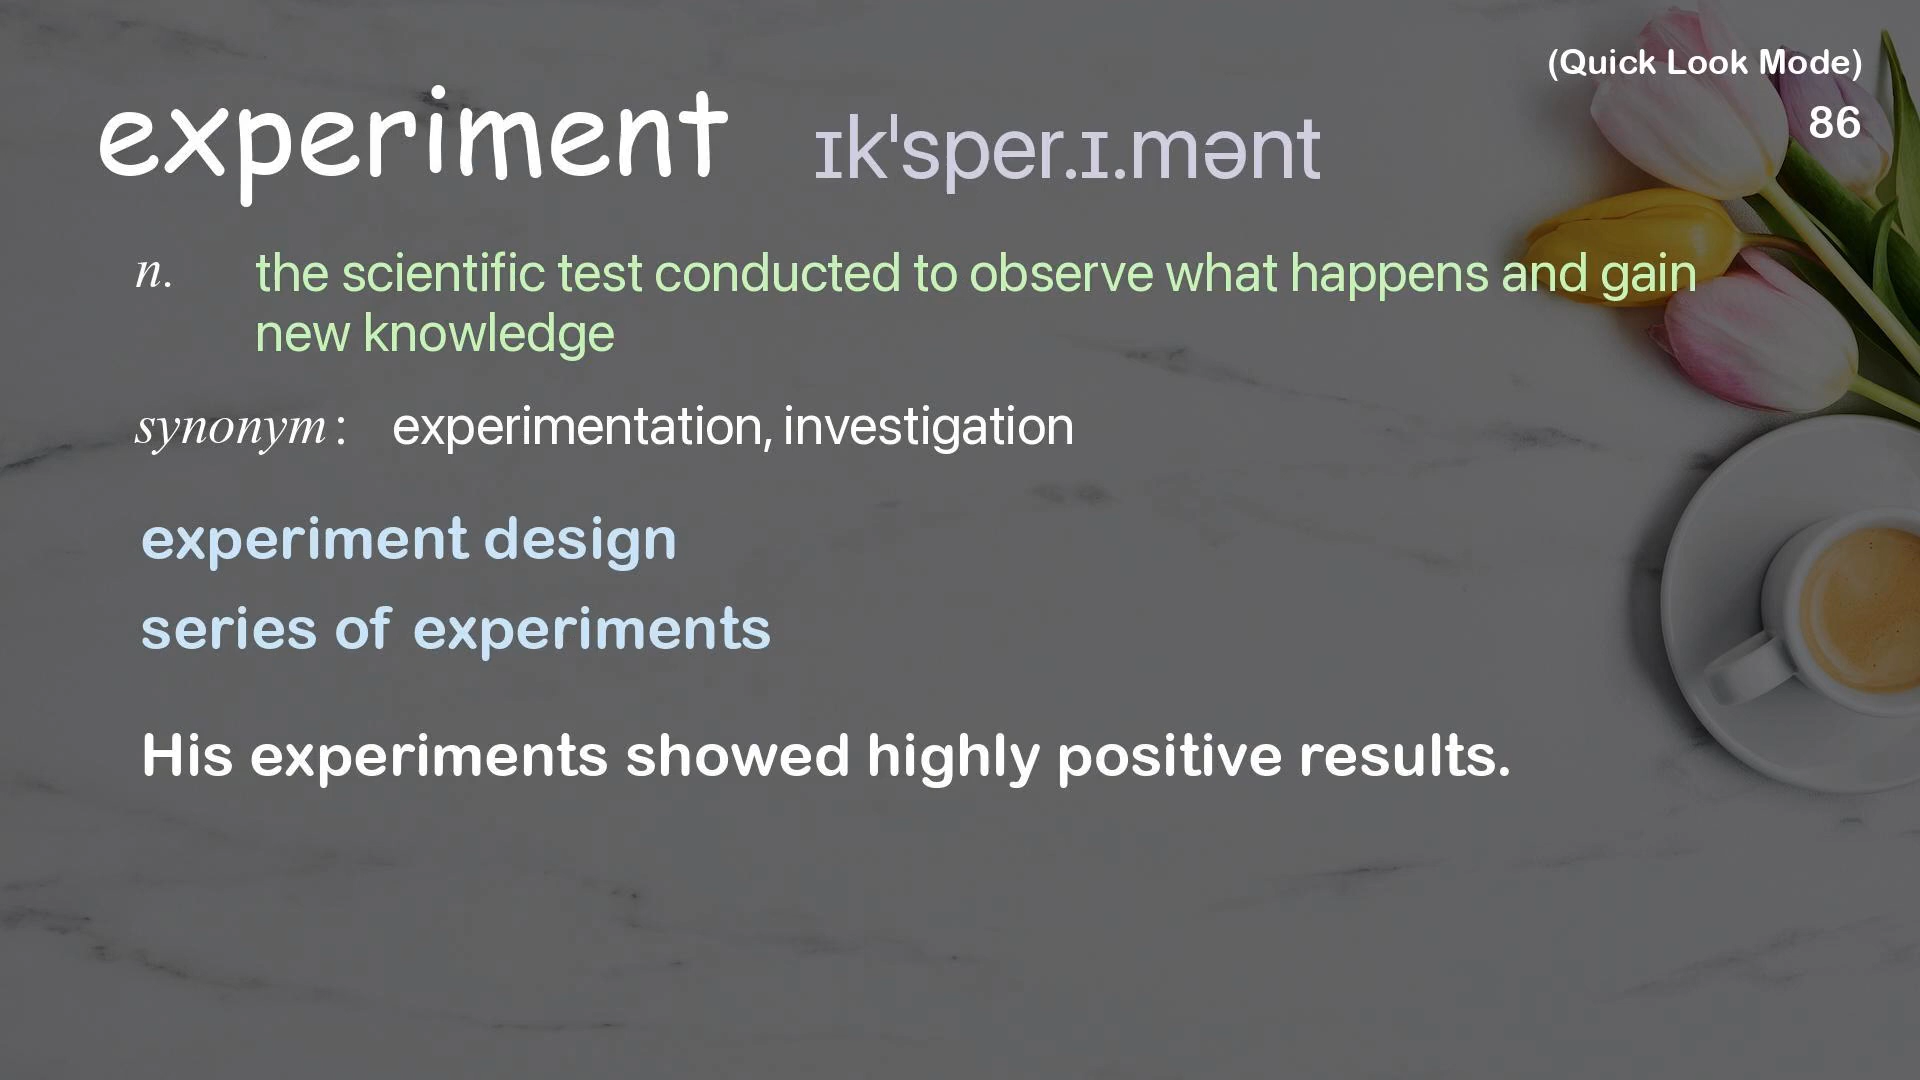 (Quick Look Mode)
86
experiment ɪkˈsper.ɪ.mənt
n. the scientific test conducted to observe what happens and gain
new knowledge
synonym: experimentation, investigation
experiment design
series of experiments
His experiments showed highly positive results.